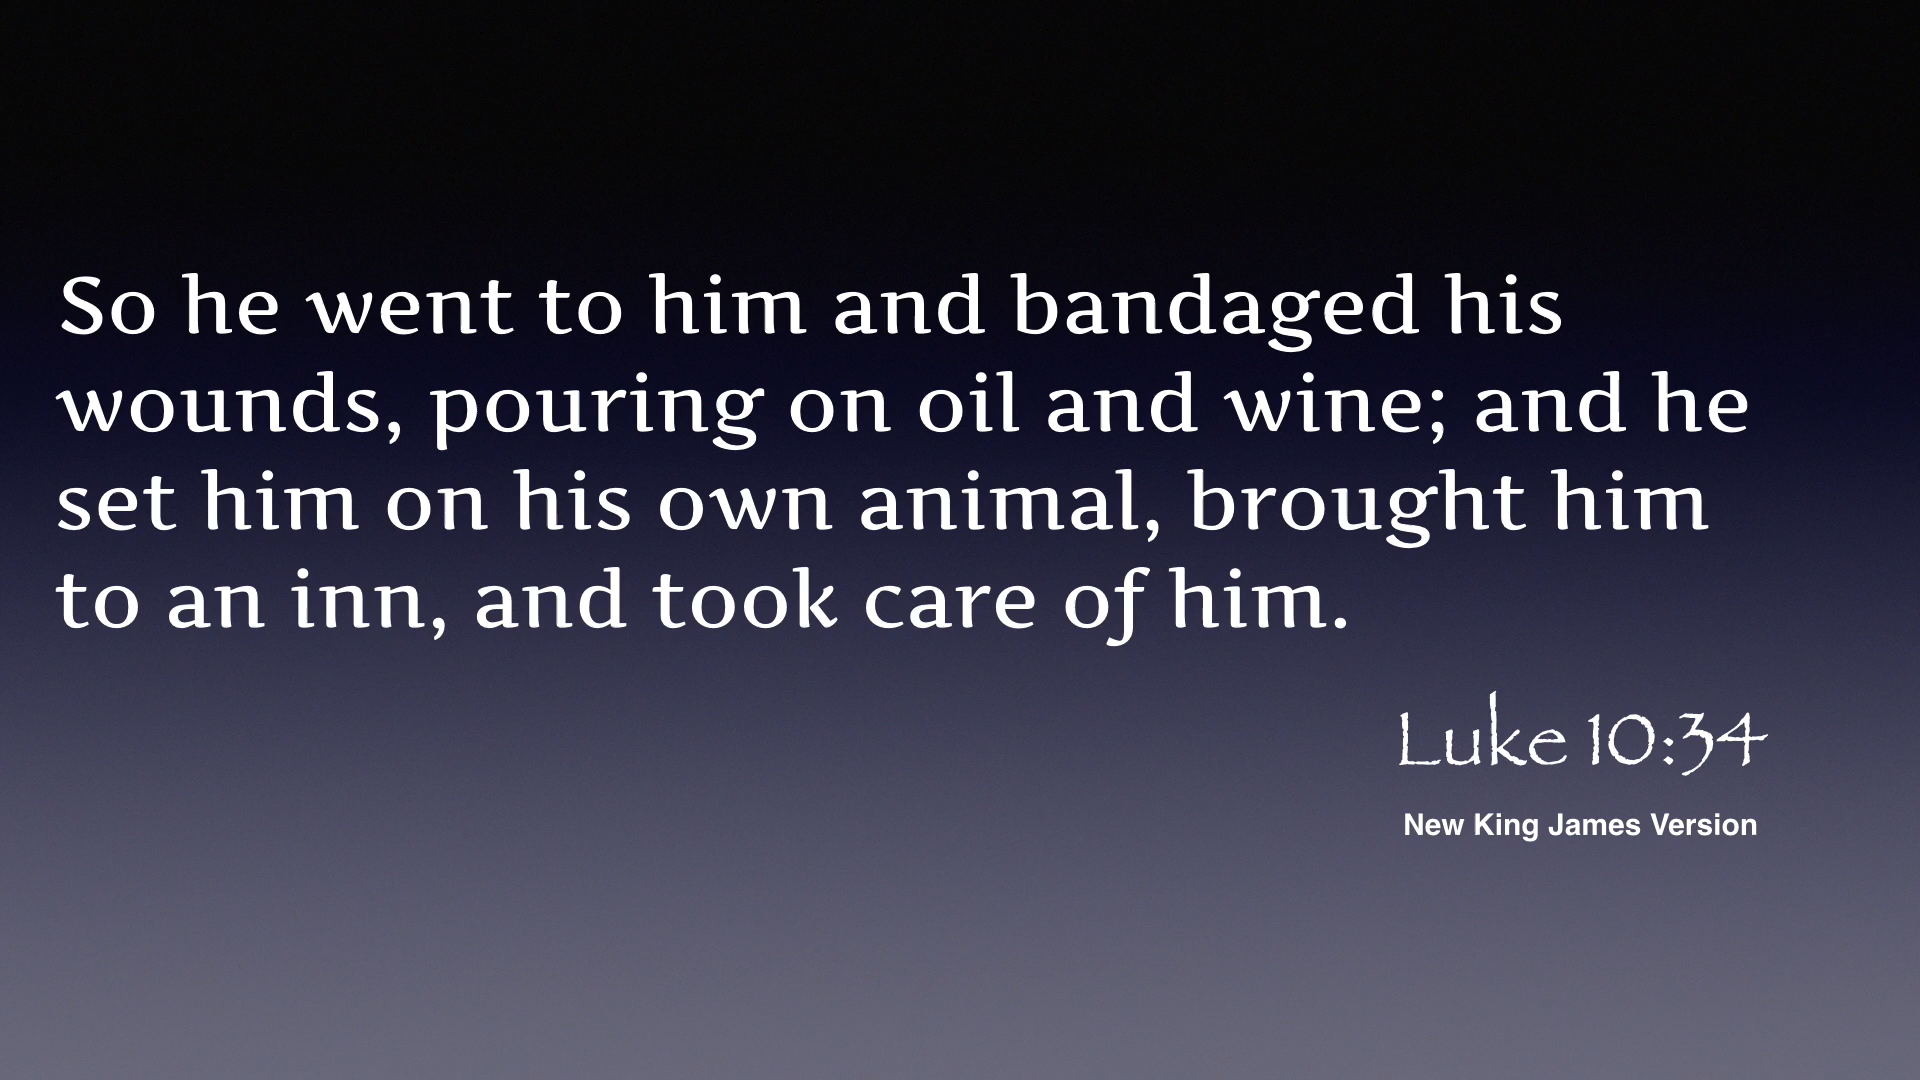 So he went to him and bandaged his
wounds, pouring on oil and wine; and he
set him on his own animal, brought him
to an inn, and took care of him.
Luke 10:34
New King James Version